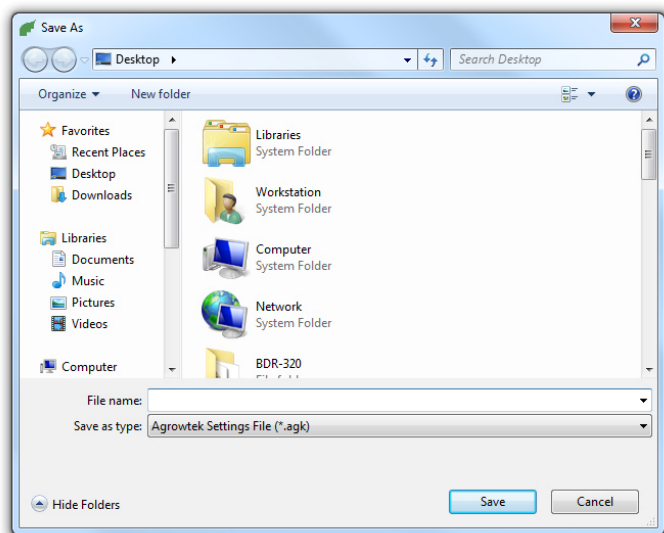 Save As
Desktop
Search Desktop
Organize
New folder
Favorites
Recent Places
Desktop
Downloads
Libraries
Documents
Music
Pictures
Videos
Computer
Libraries
System Folder
Workstation
System Folder
Computer
System Folder
Network
System Folder
BDR-320
File folder
File name:
Save as type: Agrowtek Settings File (*.agk)
Hide Folders
Save
Cancel